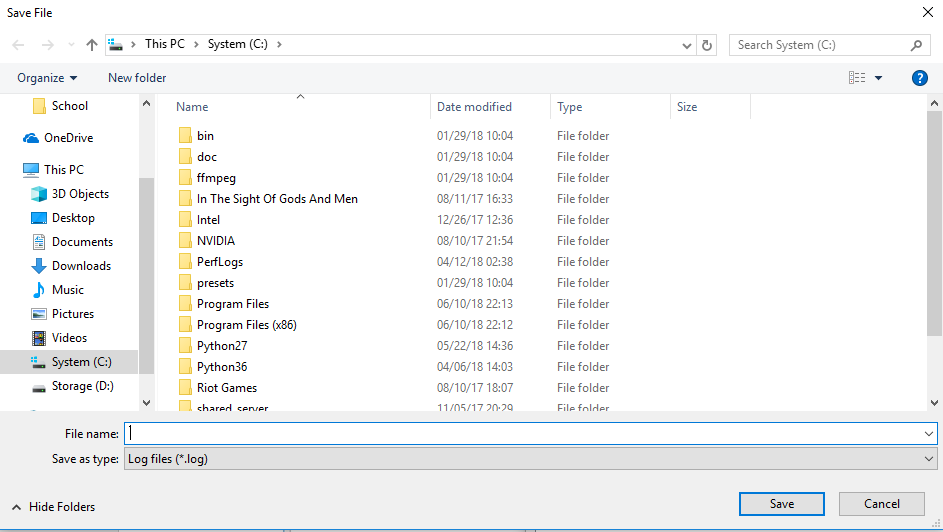 Save File
This PC > System (C:) >
Search System (C:)
Organize
New folder
?
School
OneDrive
This PC
3D Objects
Desktop
Documents
Downloads
Music
Pictures
Videos
System (C:)
Storage (D:)
Name Date modified Type Size
bin 01/29/18 10:04 File folder
doc 01/29/18 10:04 File folder
ffmpeg 01/29/18 10:04 File folder
In The Sight Of Gods And Men 08/11/17 16:33 File folder
Intel 12/26/17 12:36 File folder
NVIDIA 08/10/17 21:54 File folder
PerfLogs 04/12/18 02:38 File folder
presets 01/29/18 10:04 File folder
Program Files 06/10/18 22:13 File folder
Program Files (x86) 06/10/18 22:12 File folder
Python27 05/22/18 14:36 File folder
Python36 04/06/18 14:03 File folder
Riot Games 08/10/17 18:07 File folder
shared_server 11/05/17 20:29 File folder
File name:
Save as type: Log files (*.log)
Hide Folders
Save
Cancel